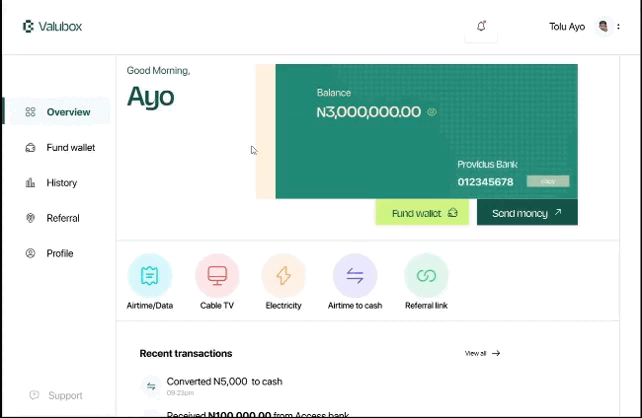 Valubox
Tolu Ayo
Good Morning,
Ayo
Overview
Fund wallet
History
Referral
Profile
Support
Balance
N3,000,000.00
Providus Bank
012345678
Fund wallet
Send money
Airtime/Data
Cable TV
Electricity
Airtime to cash
Referral link
Recent transactions
View all
Converted N5,000 to cash
09:23pm
Received N100,000.00 from Access bank